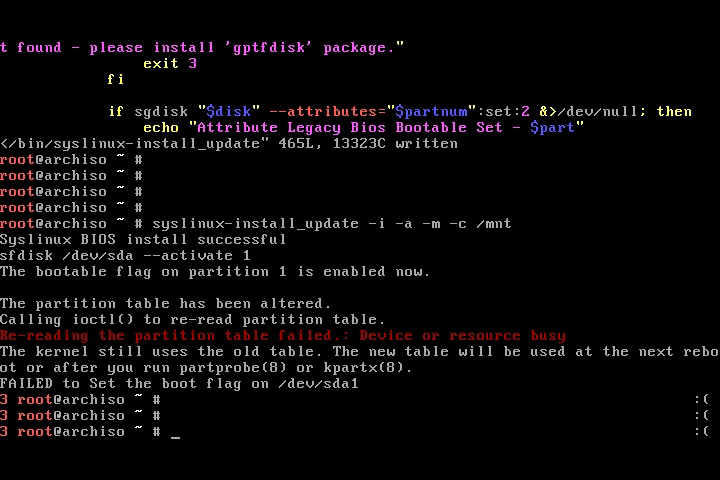 t found - please install 'gptfdisk' package."
exit 3
fi
if sgdisk "$disk" --attributes="$partnum":set:2 &>/dev/null; then
echo "Attribute Legacy Bios Bootable Set - $part"
</bin/syslinux-install_update" 465L, 13323C written
root@archiso ~ #
root@archiso ~ #
root@archiso ~ #
root@archiso ~ #
root@archiso ~ # syslinux-install_update -i -a -m -c /mnt
Syslinux BIOS install successful
sfdisk /dev/sda --activate 1
The bootable flag on partition 1 is enabled now.
The partition table has been altered.
Calling ioctl() to re-read partition table.
Re-reading the partition table failed.: Device or resource busy
The kernel still uses the old table. The new table will be used at the next rebo
ot or after you run partprobe(8) or kpartx(8).
FAILED to Set the boot flag on /dev/sda1
3 root@archiso ~ # :(
3 root@archiso ~ # :(
3 root@archiso ~ # _ :(